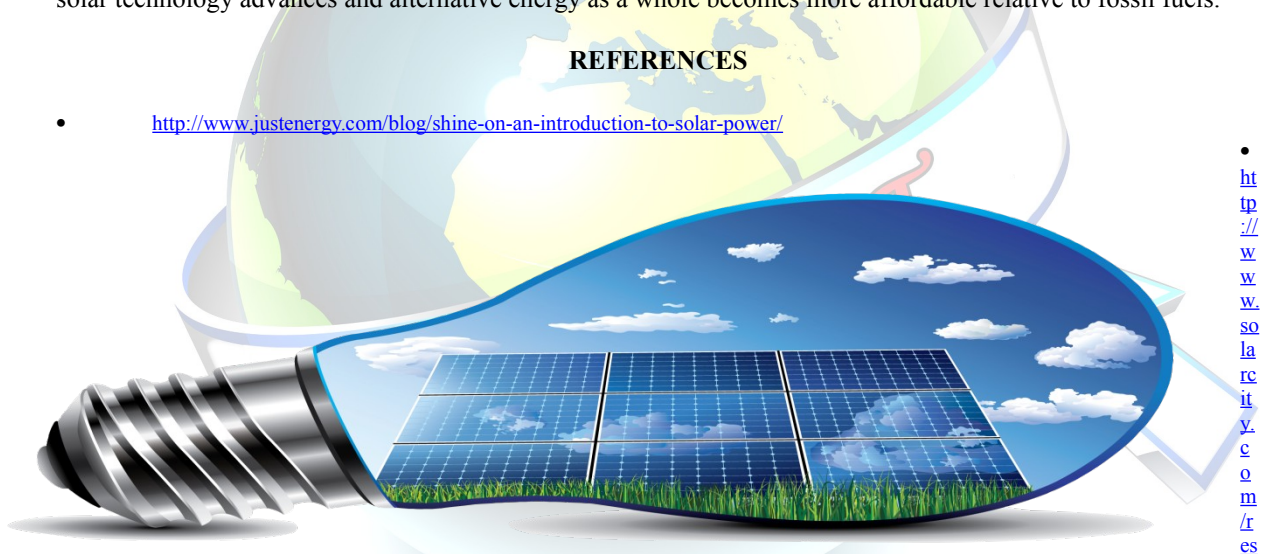 solar technology advances and alternative energy as a whole becomes more affordable relative to fossil fuels.
REFERENCES
• http://www.justenergy.com/blog/shine-on-an-introduction-to-solar-power/
•
ht
tp
://
w
w
w.
so
la
rc
it
y.
c
o
m
/r
es